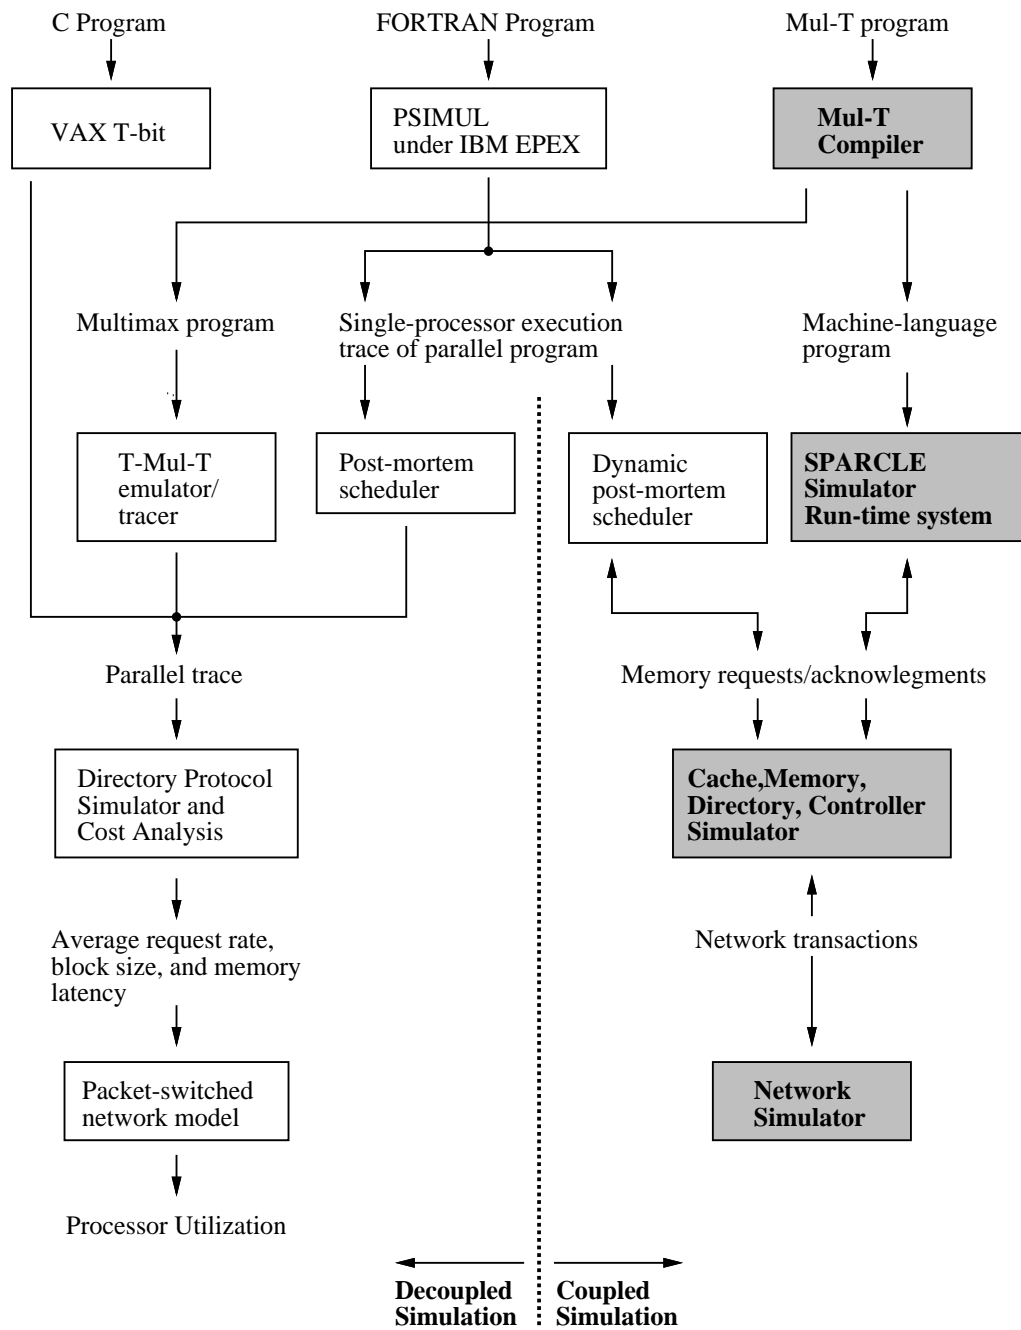 C Program
FORTRAN Program
Mul-T program
VAX T-bit
PSIMUL
under IBM EPEX
Mul-T
Compiler
Multimax program
Single-processor execution
trace of parallel program
Machine-language
program
T-Mul-T
emulator/
tracer
Post-mortem
scheduler
Dynamic
post-mortem
scheduler
SPARCLE
Simulator
Run-time system
Parallel trace
Memory requests/acknowlegments
Directory Protocol
Simulator and
Cost Analysis
Cache,Memory,
Directory, Controller
Simulator
Average request rate,
block size, and memory
latency
Network transactions
Packet-switched
network model
Network
Simulator
Processor Utilization
Decoupled
Simulation
Coupled
Simulation